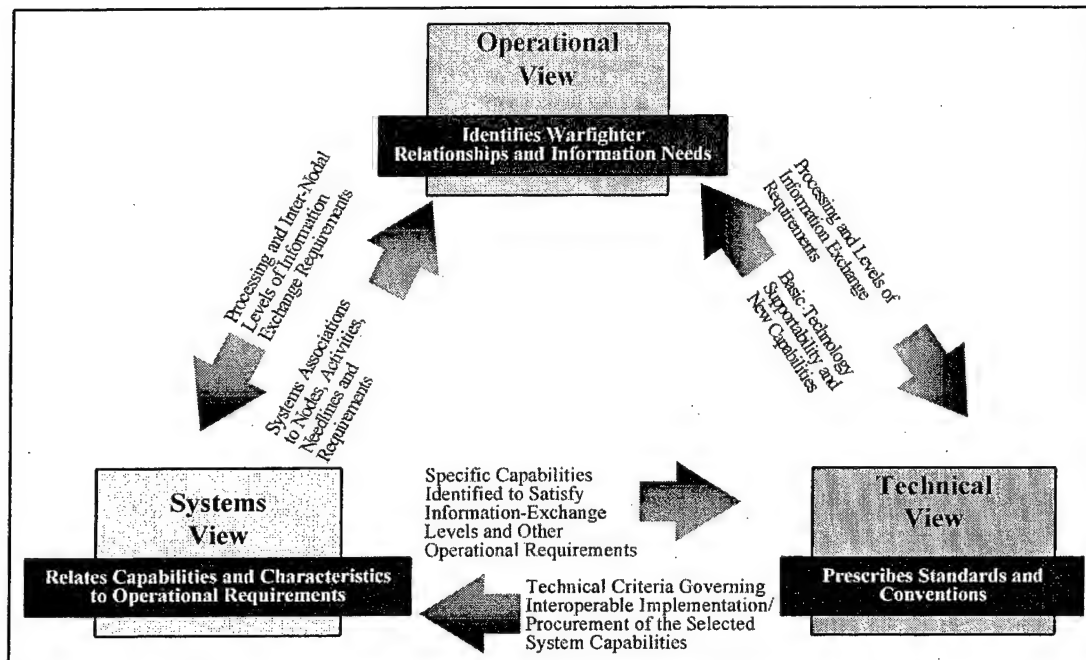 Operational
View
Identifies Warfighter
Relationships and Information Needs
Processing and Inter-Nodal
Levels of Information
Exchange Requirements
Systems Associations
to Nodes, Activities,
Needlines and
Requirements
Processing and Levels of
Information Exchange
Requirements
Basic-Technology
Supportability and
New Capabilities
Systems
View
Relates Capabilities and Characteristics
to Operational Requirements
Specific Capabilities
Identified to Satisfy
Information-Exchange
Levels and Other
Operational Requirements
Technical Criteria Governing
Interoperable Implementation/
Procurement of the Selected
System Capabilities
Technical
View
Prescribes Standards and
Conventions